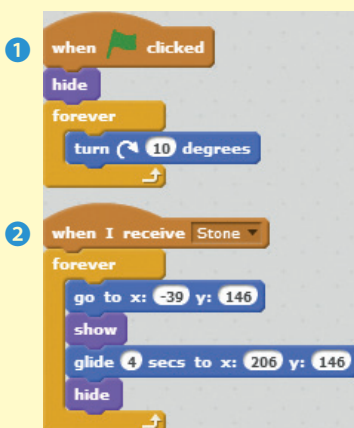 1
when clicked
hide
forever
turn 10 degrees
2
when I receive Stone
forever
go to x: -39 y: 146
show
glide 4 secs to x: 206 y: 146
hide